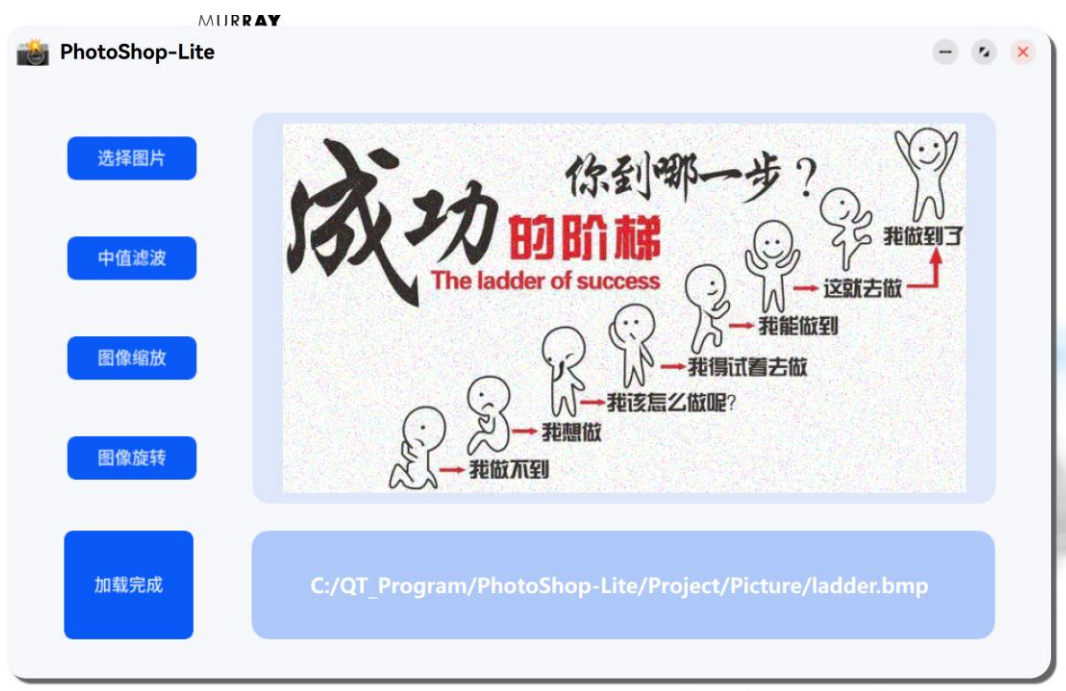 MURRAY
PhotoShop-Lite
选择图片
中值滤波
图像缩放
图像旋转
加载完成
成功
的阶梯
The ladder of success
你到哪一步？
我做到了
这就去做
我能做到
我得试着去做
我该怎么做呢?
我想做
我做不到
C:/QT_Program/PhotoShop-Lite/Project/Picture/ladder.bmp